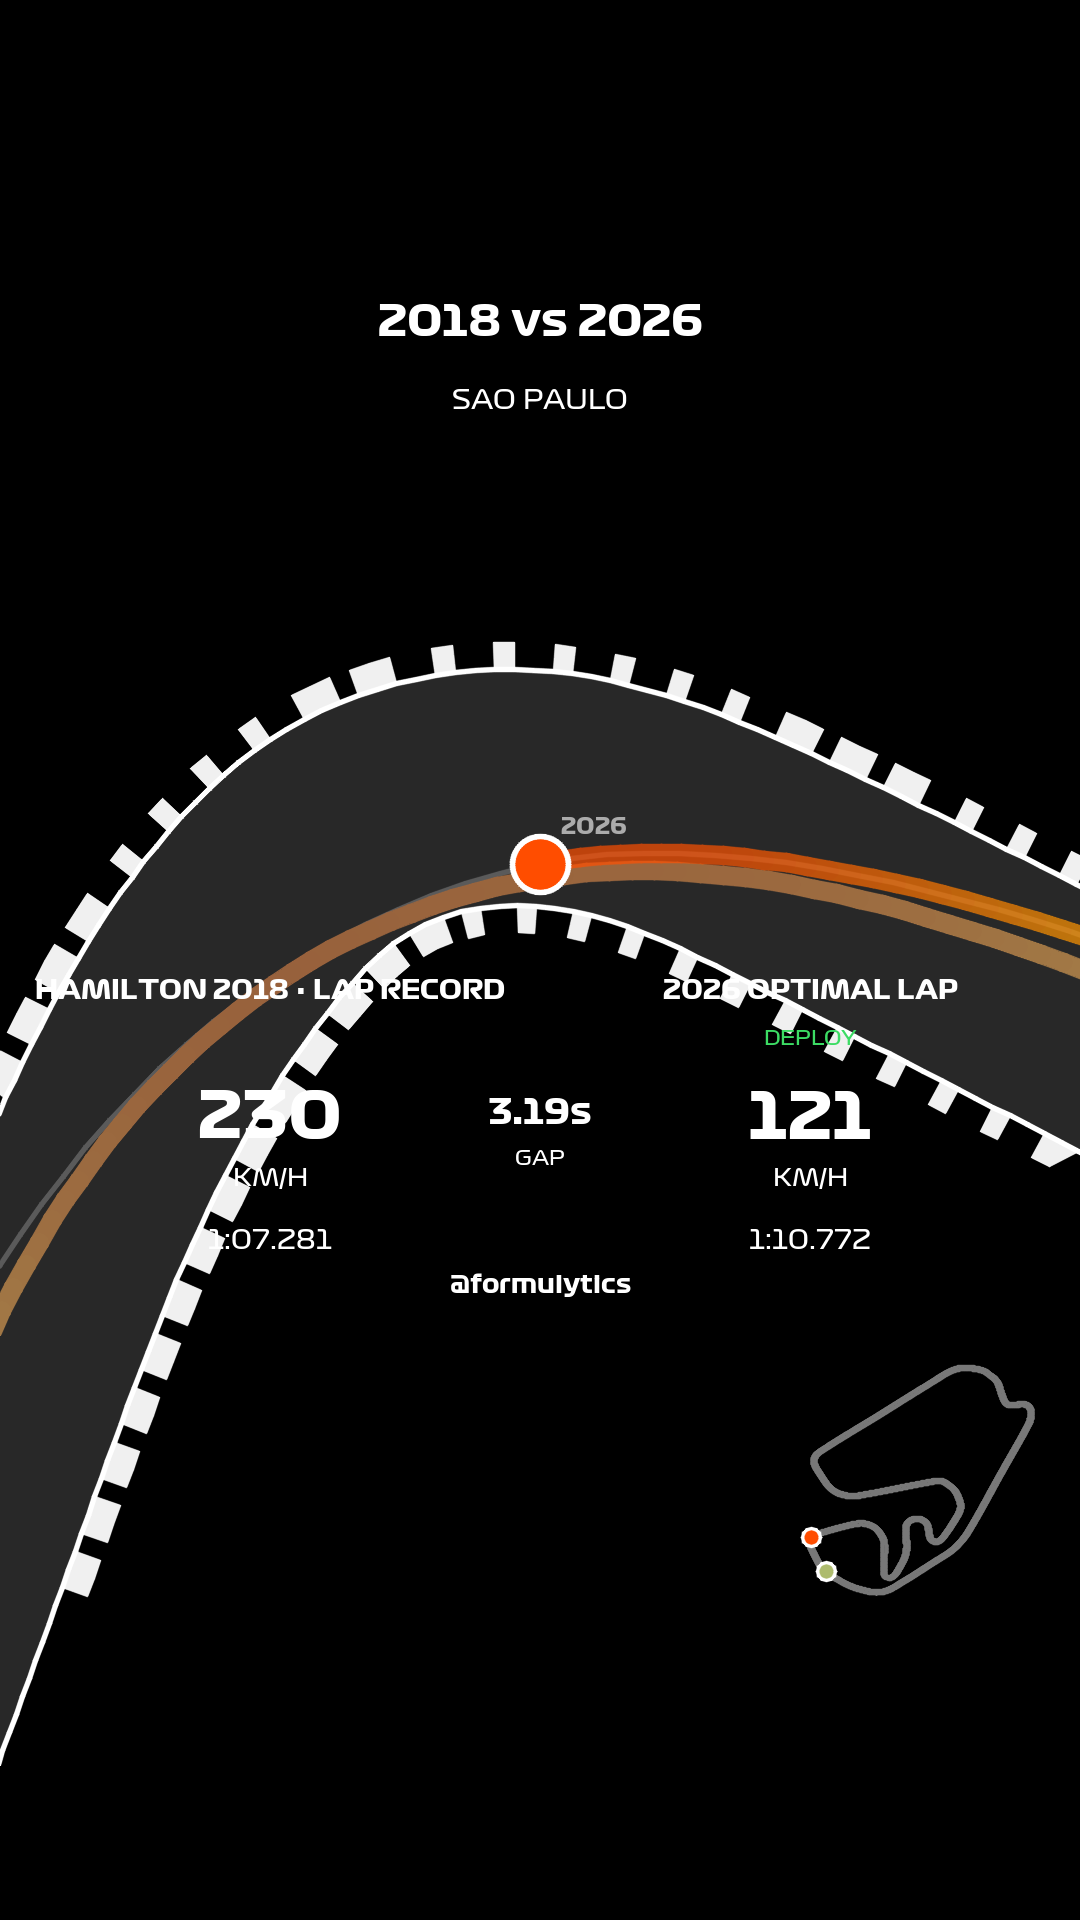 2018 vs 2026
SAO PAULO
2026
HAMILTON 2018 · LAP RECORD
2026 OPTIMAL LAP
DEPLOY
230
3.19s
121
KM/H
GAP
KM/H
1:07.281
1:10.772
@formulytics